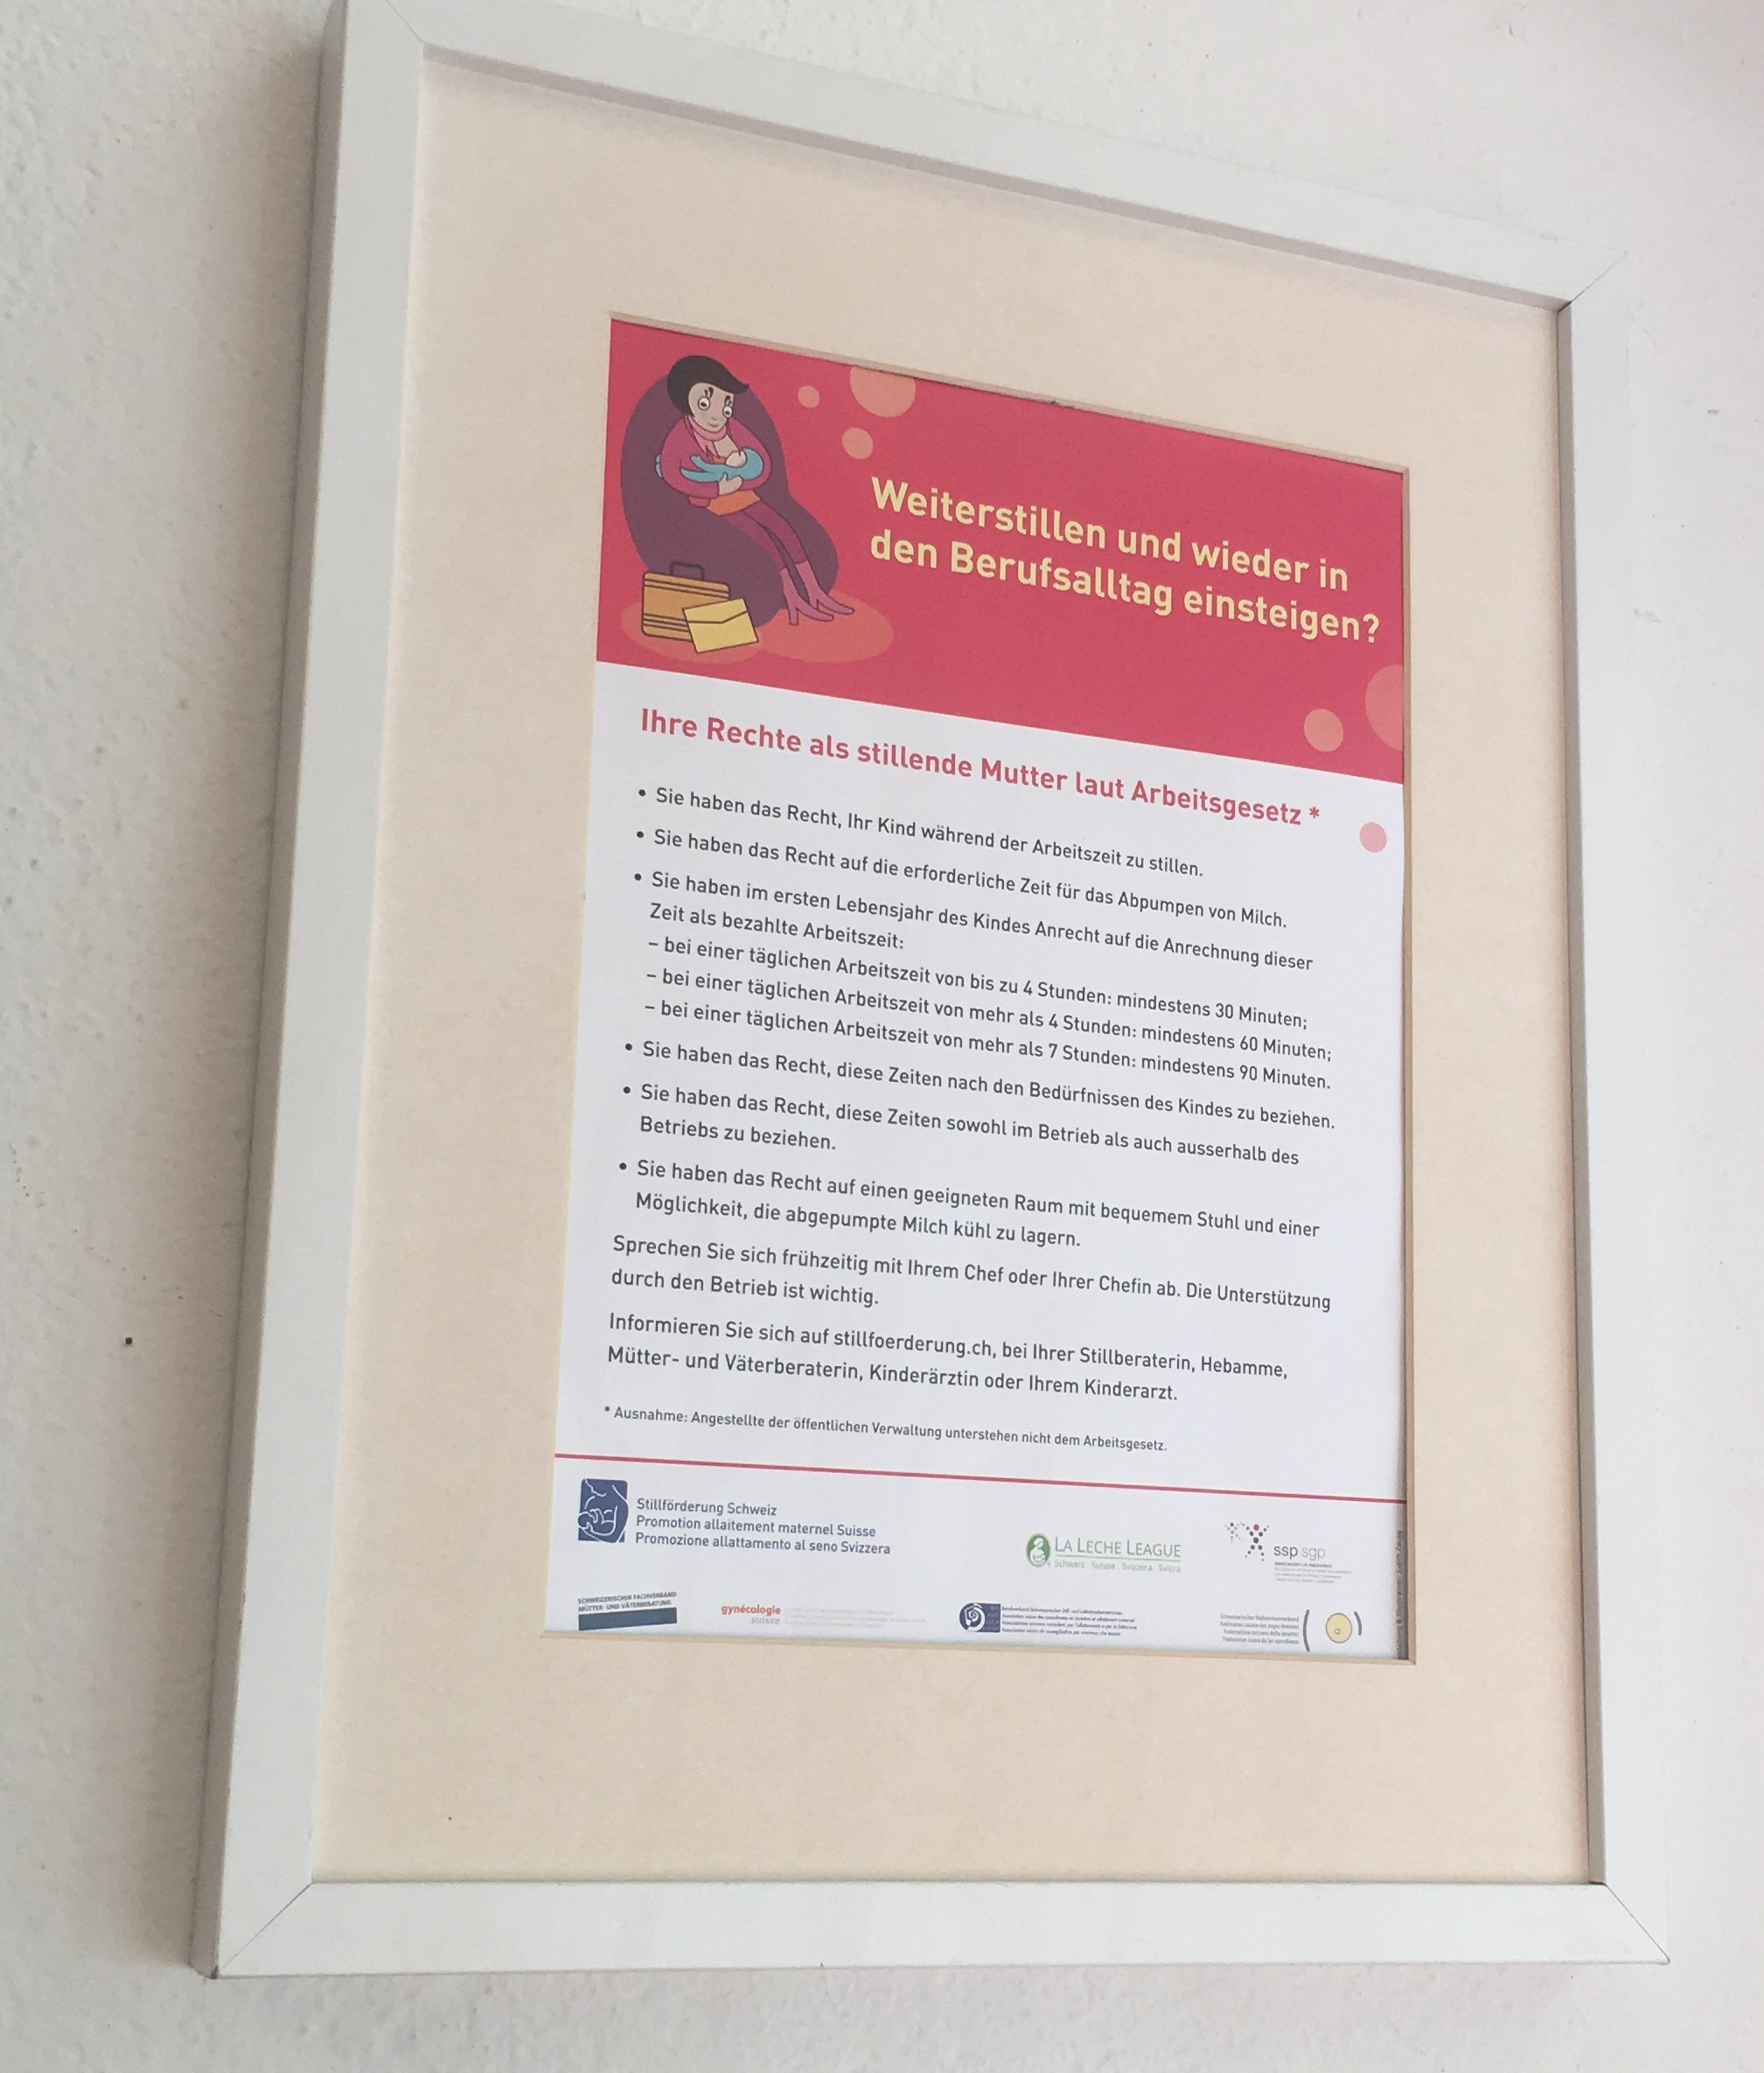 Weiterstillen und wieder in
den Berufsalltag einsteigen?
Ihre Rechte als stillende Mutter laut Arbeitsgesetz *
• Sie haben das Recht, Ihr Kind während der Arbeitszeit zu stillen.
• Sie haben das Recht auf die erforderliche Zeit für das Abpumpen von Milch.
• Sie haben im ersten Lebensjahr des Kindes Anrecht auf die Anrechnung dieser
Zeit als bezahlte Arbeitszeit:
– bei einer täglichen Arbeitszeit von bis zu 4 Stunden: mindestens 30 Minuten;
– bei einer täglichen Arbeitszeit von mehr als 4 Stunden: mindestens 60 Minuten;
– bei einer täglichen Arbeitszeit von mehr als 7 Stunden: mindestens 90 Minuten.
• Sie haben das Recht, diese Zeiten nach den Bedürfnissen des Kindes zu beziehen.
• Sie haben das Recht, diese Zeiten sowohl im Betrieb als auch ausserhalb des
Betriebs zu beziehen.
• Sie haben das Recht auf einen geeigneten Raum mit bequemem Stuhl und einer
Möglichkeit, die abgepumpte Milch kühl zu lagern.
Sprechen Sie sich frühzeitig mit Ihrem Chef oder Ihrer Chefin ab. Die Unterstützung
durch den Betrieb ist wichtig.
Informieren Sie sich auf stillfoerderung.ch, bei Ihrer Stillberaterin, Hebamme,
Mütter- und Väterberaterin, Kinderärztin oder Ihrem Kinderarzt.
* Ausnahme: Angestellte der öffentlichen Verwaltung unterstehen nicht dem Arbeitsgesetz.
Stillförderung Schweiz
Promotion allaitement maternel Suisse
Promozione allattamento al seno Svizzera
LA LECHE LEAGUE
Schweiz Suisse Svizzera Svizra
ssp sgp
SCHWEIZERISCHER FACHVERBAND
MÜTTER- UND VÄTERBERATUNG
gynécologie
suisse